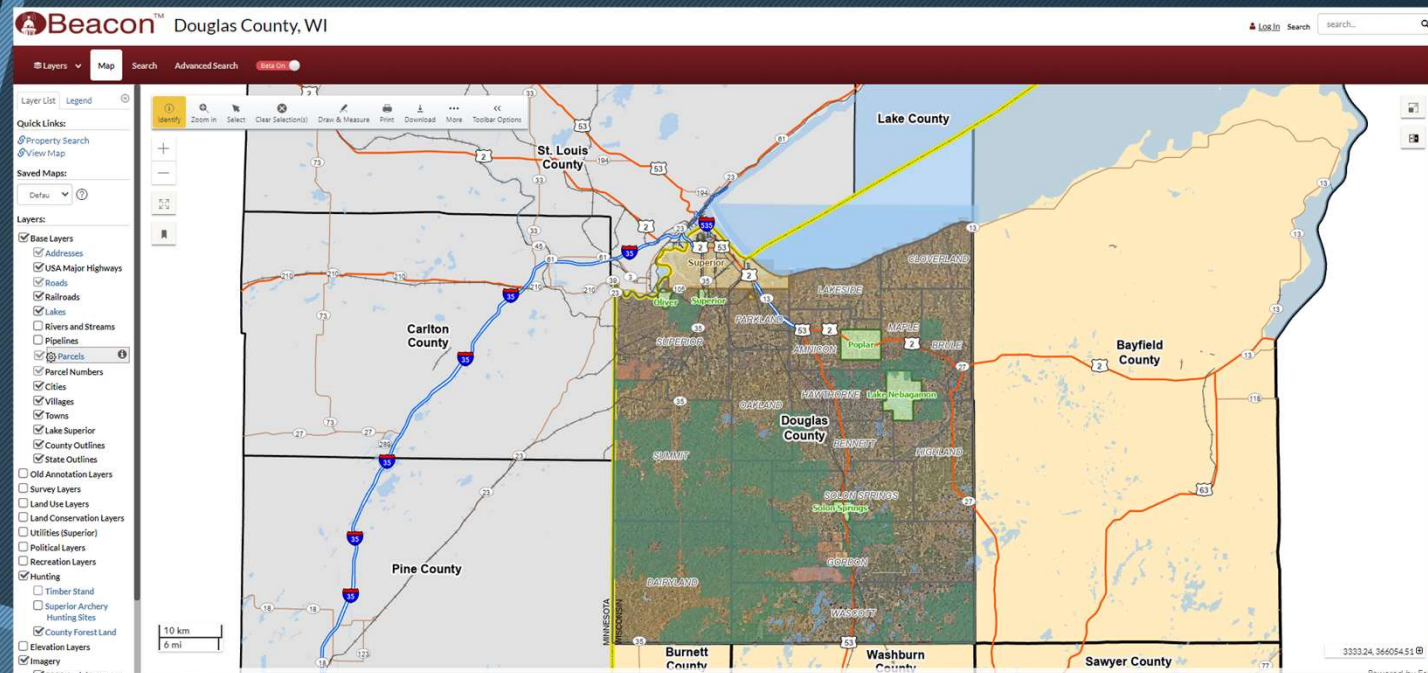 Beacon™ Douglas County, WI
Log In Search search...
Layers Map Search Advanced Search Beta On
Layer List Legend
Quick Links:
Property Search
View Map
Saved Maps:
Defau
Layers:
Base Layers
Addresses
USA Major Highways
Roads
Railroads
Lakes
Rivers and Streams
Pipelines
Parcels
Parcel Numbers
Cities
Villages
Towns
Lake Superior
County Outlines
State Outlines
Old Annotation Layers
Survey Layers
Land Use Layers
Land Conservation Layers
Utilities (Superior)
Political Layers
Recreation Layers
Hunting
Timber Stand
Superior Archery
Hunting Sites
County Forest Land
Elevation Layers
Imagery
Identify Zoom in Select Clear Selection(s) Draw & Measure Print Download More Toolbar Options
Lake County
St. Louis
County
Superior
CLOVERLAND
LAKESIDE
Oliver Superior
PARKLAND
MAPLE
SUPERIOR
AMNICON
Poplar
BRULE
Carlton
County
Bayfield
County
HAWTHORNE
Lake Nebagamon
OAKLAND
Douglas
County
BENNETT
HIGHLAND
SUMMIT
SOLON SPRINGS
Solon Springs
Pine County
GORDON
DAIRYLAND
WASCOTT
MINNESOTA
WISCONSIN
10 km
6 mi
Burnett
County
Washburn
County
Sawyer County
3333.24, 366054.51